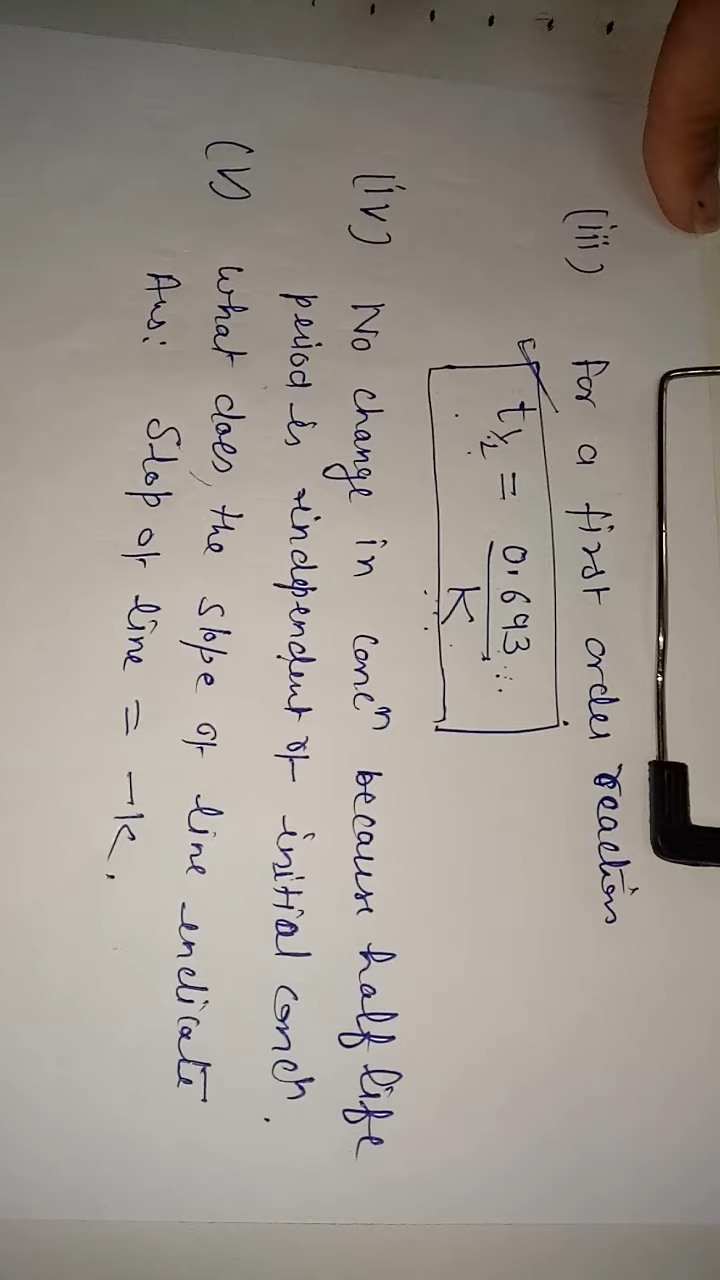 (iii) for a first order reaction
t½ = 0.693 / K
(iv) No change in concⁿ because half life
period is independent of initial concⁿ.
(v) what does, the slope of line endicate
Ans: Slop of line = -K.